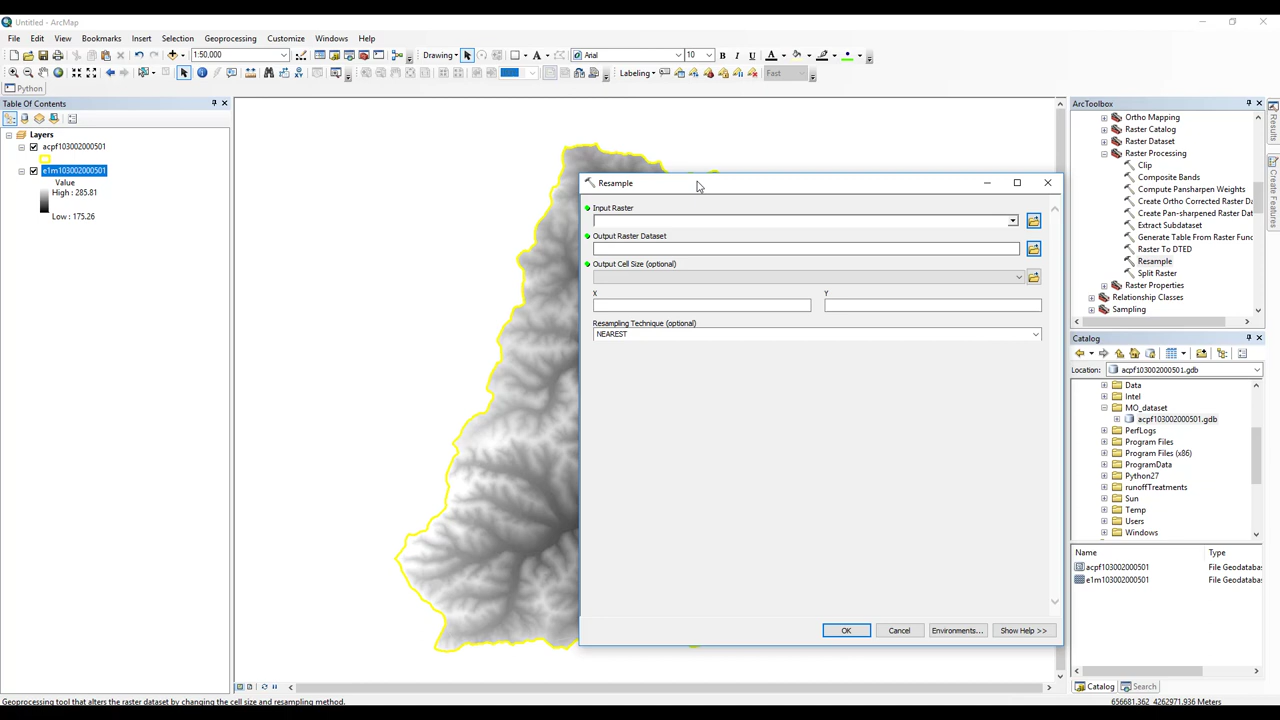 Untitled - ArcMap
File Edit View Bookmarks Insert Selection Geoprocessing Customize Windows Help
1:50,000
Drawing
Arial
10
B I U A
Labeling
Fast
Python
Table Of Contents
Layers
acpf103002000501
e1m103002000501
Value
High : 285.81
Low : 175.26
Resample
Input Raster
Output Raster Dataset
Output Cell Size (optional)
X
Y
Resampling Technique (optional)
NEAREST
OK
Cancel
Environments...
Show Help >>
ArcToolbox
Ortho Mapping
Raster Catalog
Raster Dataset
Raster Processing
Clip
Composite Bands
Compute Pansharpen Weights
Create Ortho Corrected Raster Da
Create Pan-sharpened Raster Dat
Extract Subdataset
Generate Table From Raster Func
Raster To DTED
Resample
Split Raster
Raster Properties
Relationship Classes
Sampling
Results
Create Features
Catalog
Location:
acpf103002000501.gdb
Data
Intel
MO_dataset
acpf103002000501.gdb
PerfLogs
Program Files
Program Files (x86)
ProgramData
Python27
runoffTreatments
Sun
Temp
Users
Windows
Name
Type
acpf103002000501
File Geodataba
e1m103002000501
File Geodataba
Catalog
Search
Geoprocessing tool that alters the raster dataset by changing the cell size and resampling method.
656681.362 4262971.936 Meters